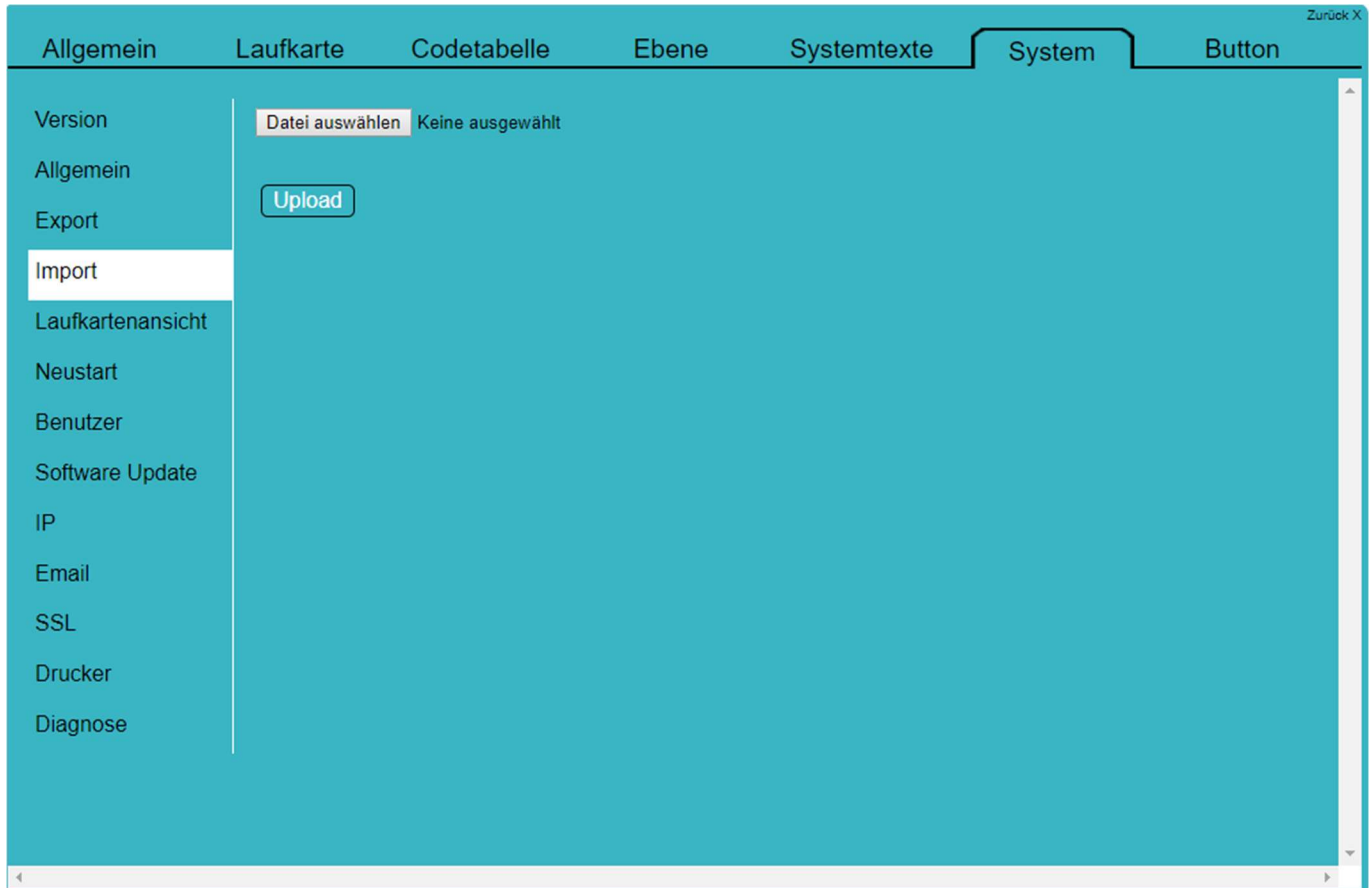 Zurück X
Allgemein Laufkarte Codetabelle Ebene Systemtexte System Button
Version
Datei auswählen Keine ausgewählt
Allgemein
Upload
Export
Import
Laufkartenansicht
Neustart
Benutzer
Software Update
IP
Email
SSL
Drucker
Diagnose